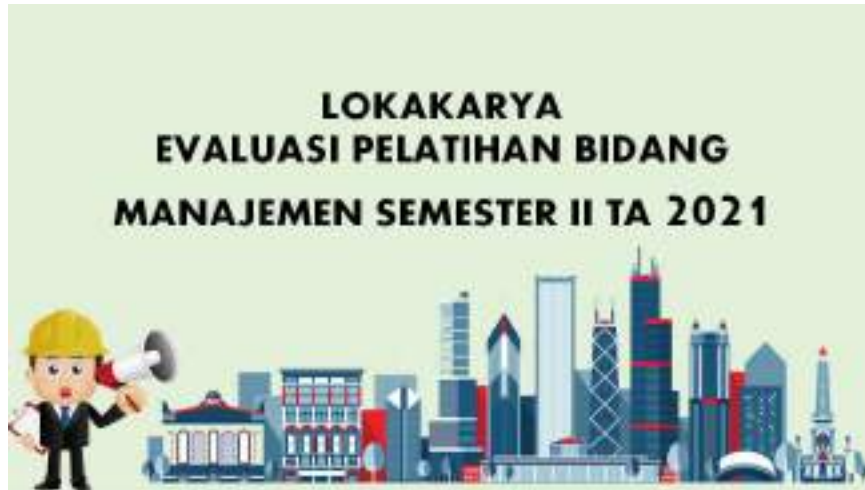 LOKAKARYA
EVALUASI PELATIHAN BIDANG
MANAJEMEN SEMESTER II TA 2021